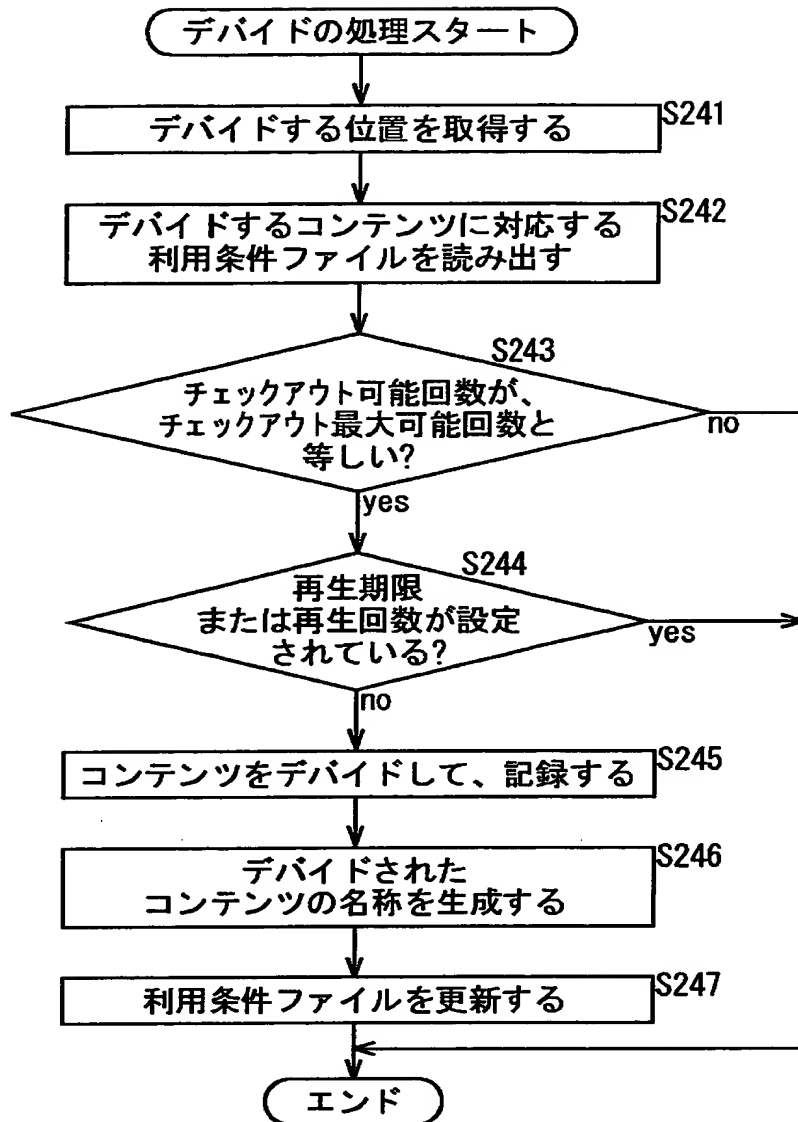 デバイドの処理スタート
S241
デバイドする位置を取得する
S242
デバイドするコンテンツに対応する
利用条件ファイルを読み出す
S243
チェックアウト可能回数が、
チェックアウト最大可能回数と
等しい?
no
yes
S244
再生期限
または再生回数が設定
されている?
yes
no
コンテンツをデバイドして、記録する
S245
デバイドされた
コンテンツの名称を生成する
S246
利用条件ファイルを更新する
S247
エンド